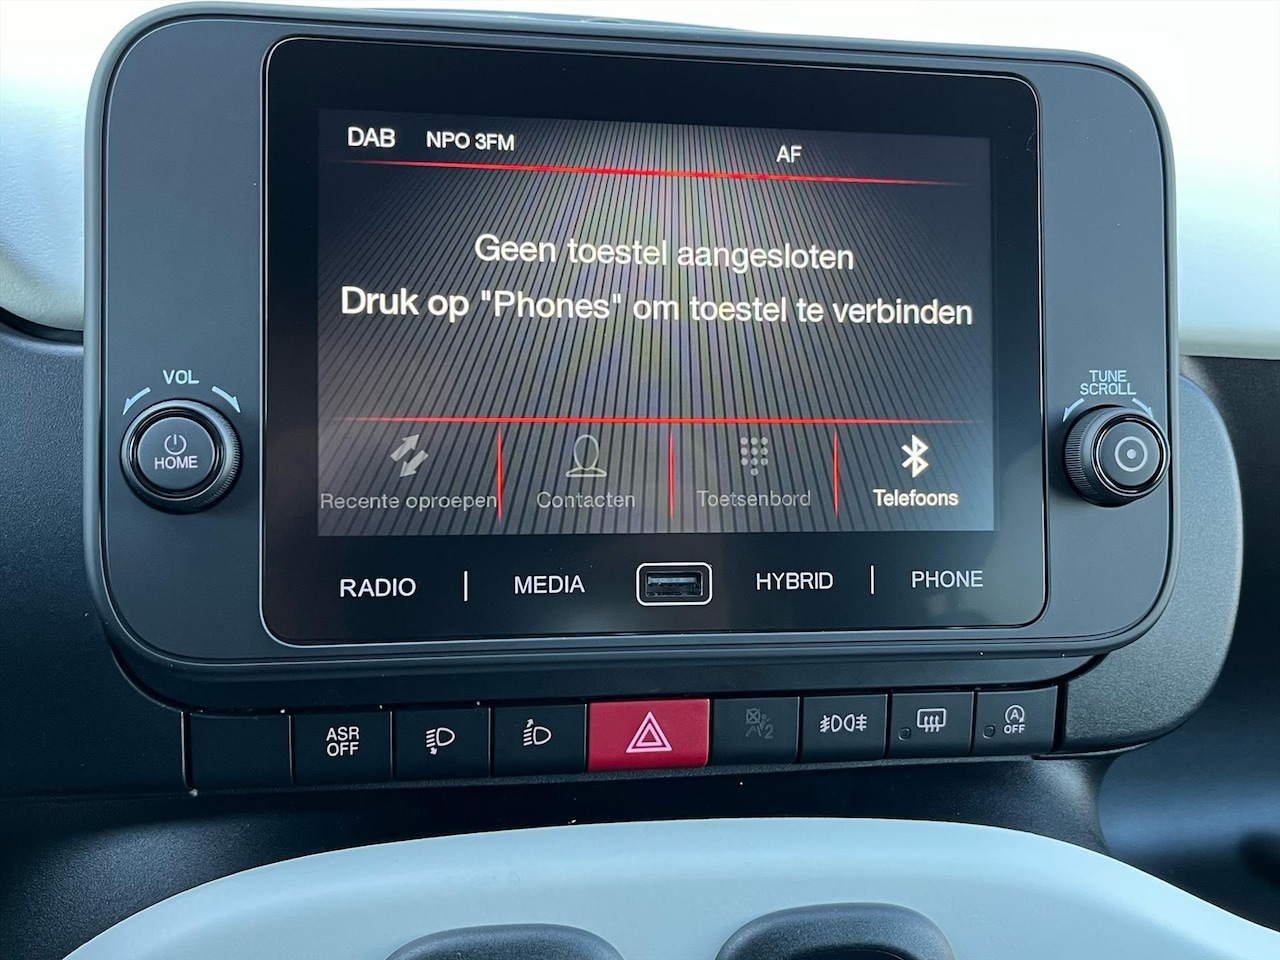 DAB NPO 3FM AF
Geen toestel aangesloten
Druk op "Phones" om toestel te verbinden
VOL
HOME
TUNE
SCROLL
Recente oproepen Contacten Toetsenbord Telefoons
RADIO | MEDIA HYBRID | PHONE
ASR
OFF
2
A
OFF